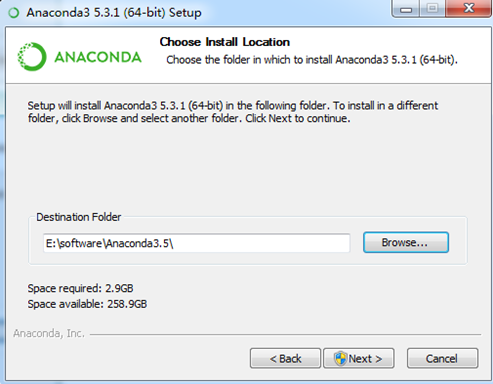 Anaconda3 5.3.1 (64-bit) Setup
ANACONDA
Choose Install Location
Choose the folder in which to install Anaconda3 5.3.1 (64-bit).
Setup will install Anaconda3 5.3.1 (64-bit) in the following folder. To install in a different
folder, click Browse and select another folder. Click Next to continue.
Destination Folder
E:\software\Anaconda3.5\
Browse...
Space required: 2.9GB
Space available: 258.9GB
Anaconda, Inc.
< Back
Next >
Cancel